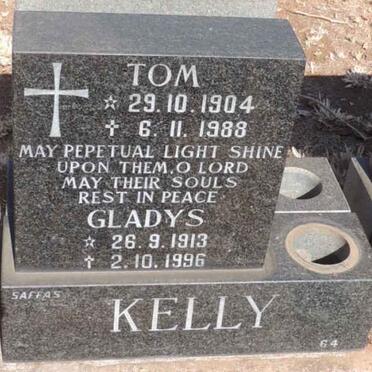 TOM
☆ 29.10.1904
✝ 6.11.1988
MAY PEPETUAL LIGHT SHINE
UPON THEM, O LORD
MAY THEIR SOULS
REST IN PEACE
GLADYS
☆ 26.9.1913
✝ 2.10.1996
SAFFAS
KELLY
64